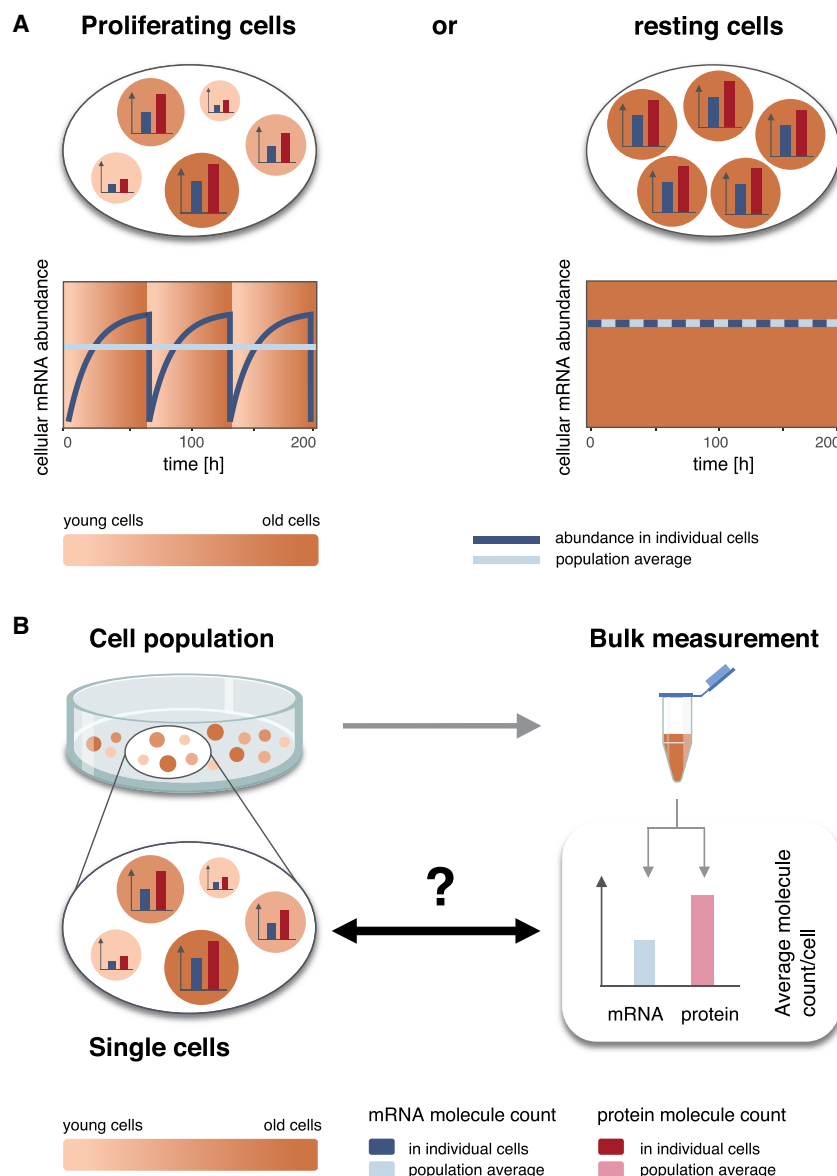 A
Proliferating cells
or
resting cells
cellular mRNA abundance
0
100
200
time [h]
cellular mRNA abundance
0
100
200
time [h]
young cells
old cells
abundance in individual cells
population average
B
Cell population
Bulk measurement
?
Average molecule
count/cell
mRNA
protein
Single cells
young cells
old cells
mRNA molecule count
in individual cells
population average
protein molecule count
in individual cells
population average